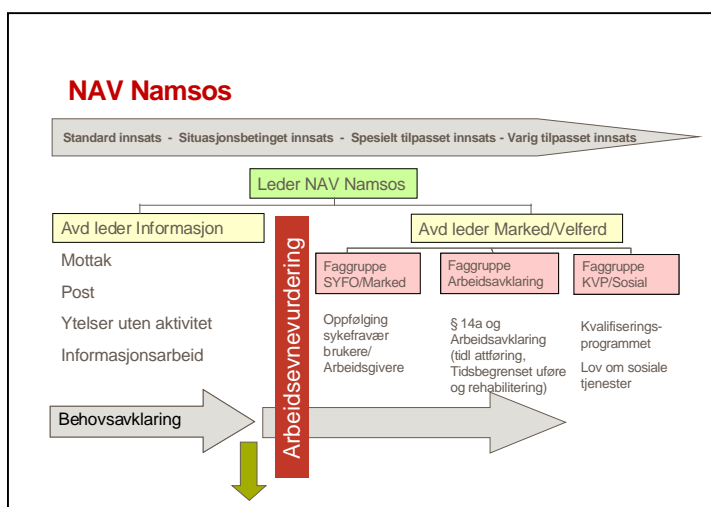 NAV Namsos
Standard innsats - Situasjonsbetinget innsats - Spesielt tilpasset innsats - Varig tilpasset innsats
Leder NAV Namsos
Avd leder Informasjon
Mottak
Post
Ytelser uten aktivitet
Informasjonsarbeid
Behovsavklaring
Arbeidsevnevurdering
Avd leder Marked/Velferd
Faggruppe
SYFO/Marked
Oppfølging
sykefravær
brukere/
Arbeidsgivere
Faggruppe
Arbeidsavklaring
§ 14a og
Arbeidsavklaring
(tidl attføring,
Tidsbegrenset uføre
og rehabilitering)
Faggruppe
KVP/Sosial
Kvalifiserings-
programmet
Lov om sosiale
tjenester